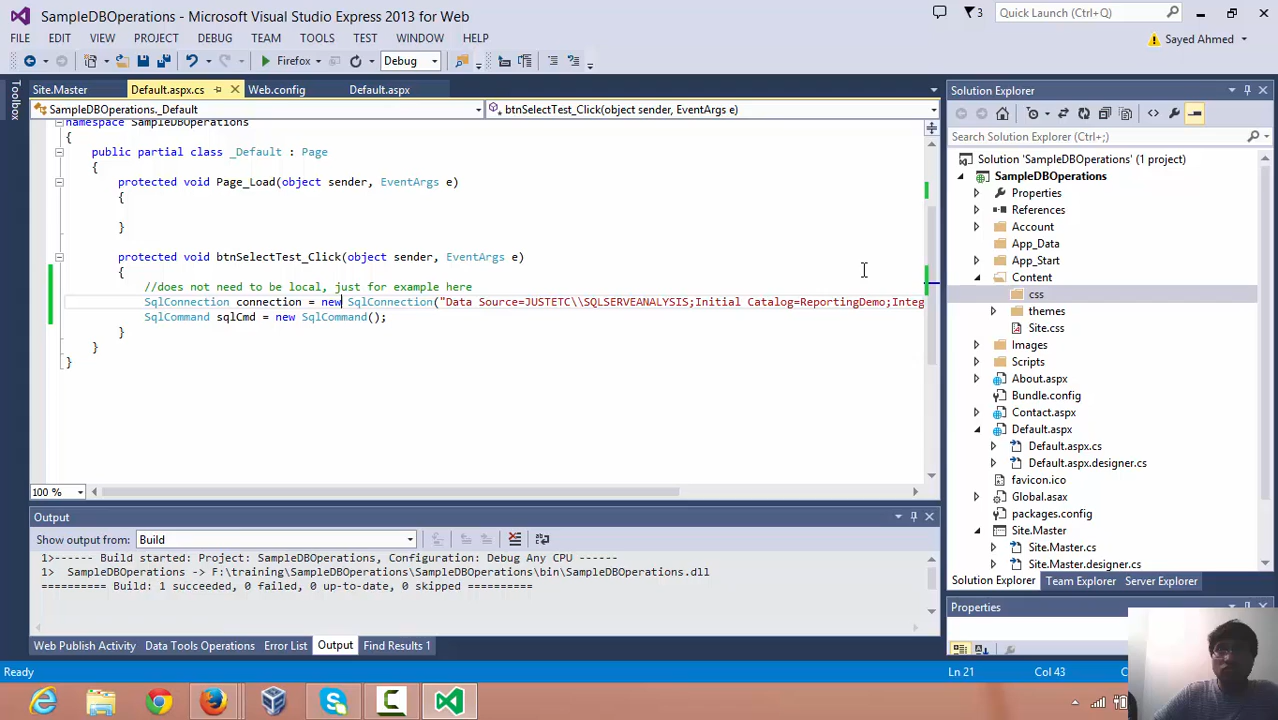 SampleDBOperations - Microsoft Visual Studio Express 2013 for Web
3
Quick Launch (Ctrl+Q)
FILE EDIT VIEW PROJECT DEBUG TEAM TOOLS TEST WINDOW HELP
Sayed Ahmed
Firefox
Debug
Toolbox
Site.Master
Default.aspx.cs
Web.config
Default.aspx
SampleDBOperations._Default
btnSelectTest_Click(object sender, EventArgs e)
namespace SampleDBOperations
{
public partial class _Default : Page
{
protected void Page_Load(object sender, EventArgs e)
{
}
protected void btnSelectTest_Click(object sender, EventArgs e)
{
//does not need to be local, just for example here
SqlConnection connection = new SqlConnection("Data Source=JUSTETC\\SQLSERVEANALYSIS;Initial Catalog=ReportingDemo;Integ
SqlCommand sqlCmd = new SqlCommand();
}
}
}
100 %
Output
Show output from: Build
1>------ Build started: Project: SampleDBOperations, Configuration: Debug Any CPU ------
1> SampleDBOperations -> F:\training\SampleDBOperations\SampleDBOperations\bin\SampleDBOperations.dll
========== Build: 1 succeeded, 0 failed, 0 up-to-date, 0 skipped ==========
Web Publish Activity
Data Tools Operations
Error List
Output
Find Results 1
Solution Explorer
Search Solution Explorer (Ctrl+;)
Solution 'SampleDBOperations' (1 project)
SampleDBOperations
Properties
References
Account
App_Data
App_Start
Content
css
themes
Site.css
Images
Scripts
About.aspx
Bundle.config
Contact.aspx
Default.aspx
Default.aspx.cs
Default.aspx.designer.cs
favicon.ico
Global.asax
packages.config
Site.Master
Site.Master.cs
Site.Master.designer.cs
Solution Explorer
Team Explorer
Server Explorer
Properties
Ready
Ln 21
Col 43